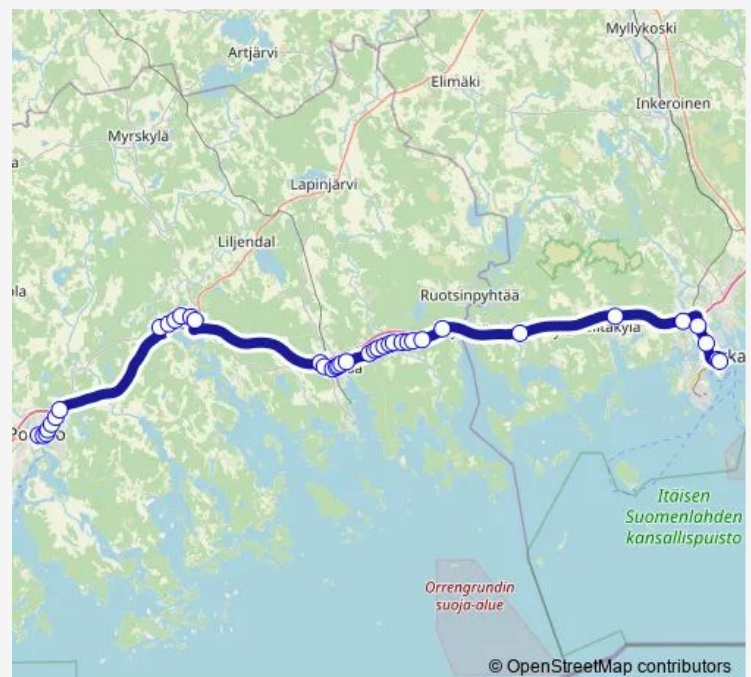 Myllykoski
Artjärvi
Elimäki
Inkeroinen
Myrskylä
Lapinjärvi
Liljendal
Ruotsinpyhtää
Itäisen
Suomenlahden
kansallispuisto
Orrengrundin
suoja-alue
© OpenStreetMap contributors